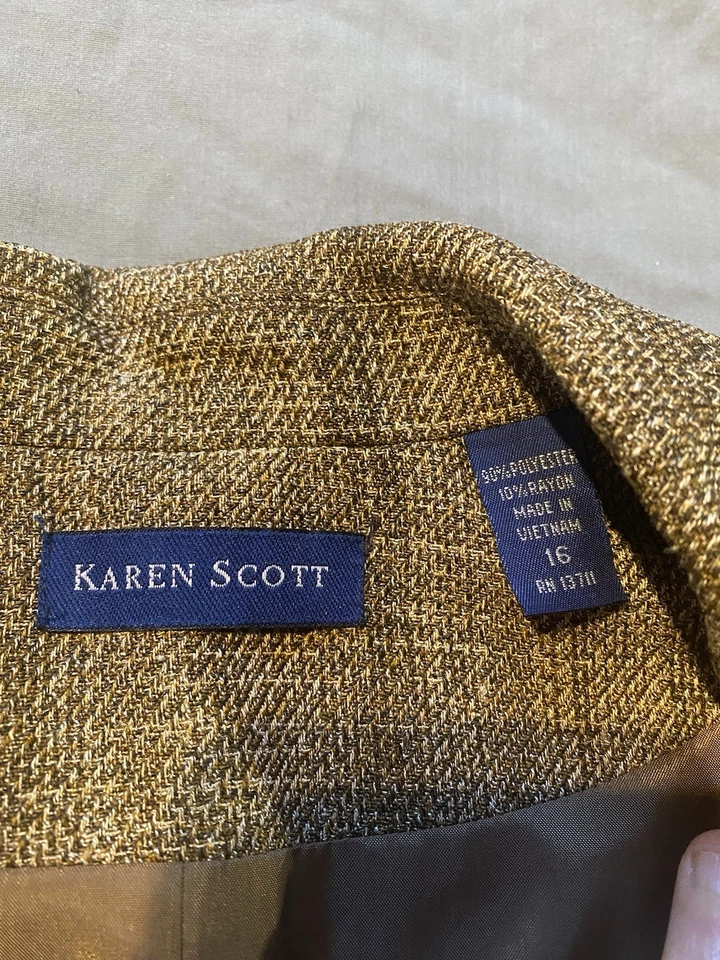 KAREN SCOTT
90% POLYESTER
10% RAYON
MADE IN
VIETNAM
16
RN 13711